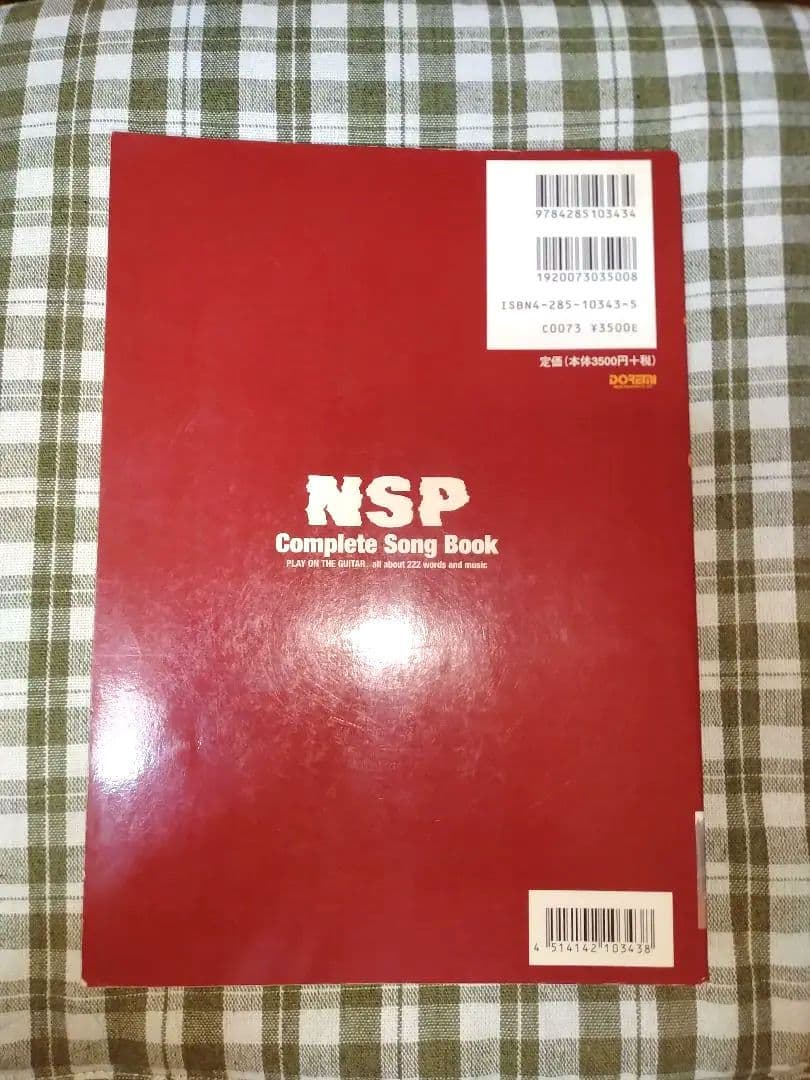 9784285103434
1920073035008
ISBN4-285-10343-5
C0073 ¥3500E
定価(本体3500円+税)
DOREMI
NSP
Complete Song Book
PLAY ON THE GUITAR, all about 222 words and music
4 514142 103438